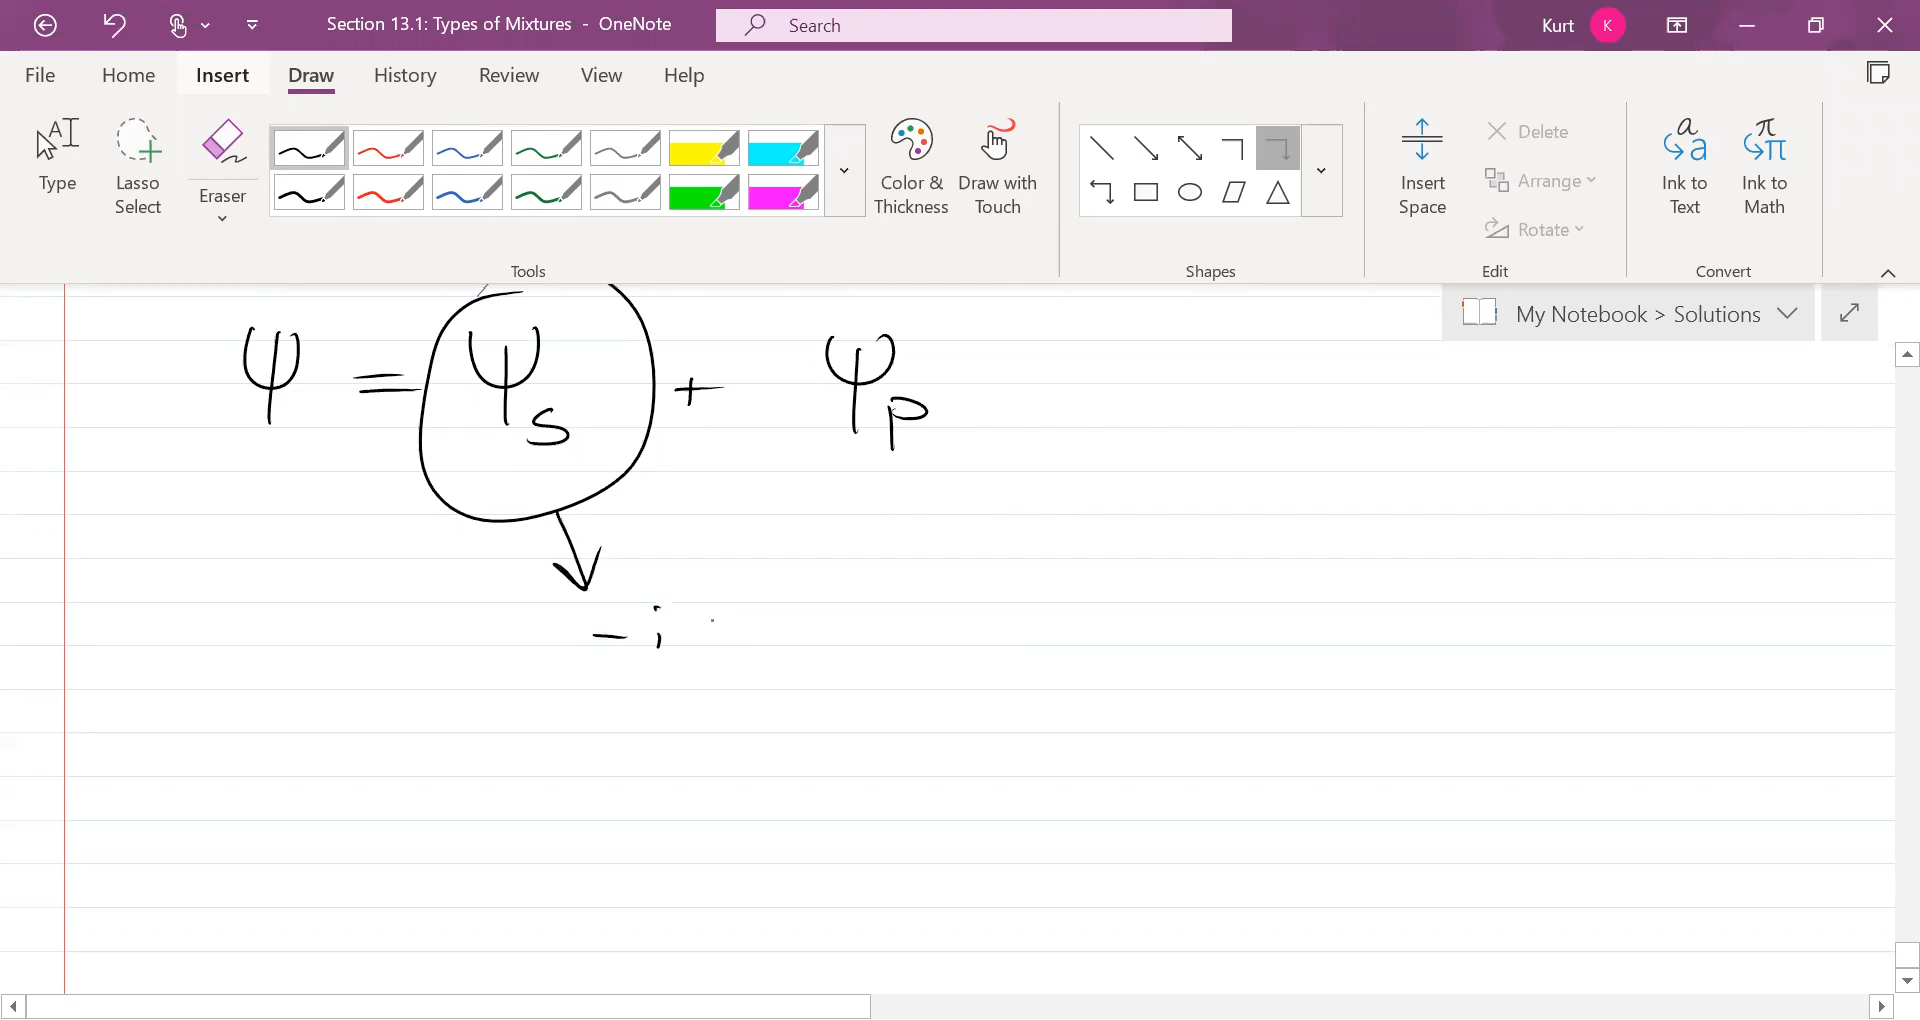 Section 13.1: Types of Mixtures - OneNote
Search
Kurt
K
File Home Insert Draw History Review View Help
Type
Lasso Select
Eraser
Color & Thickness
Draw with Touch
Insert Space
Delete
Arrange
Rotate
a
a
Ink to Text
π
π
Ink to Math
Tools
Shapes
Edit
Convert
My Notebook > Solutions
Ψ = Ψs + Ψp
- i